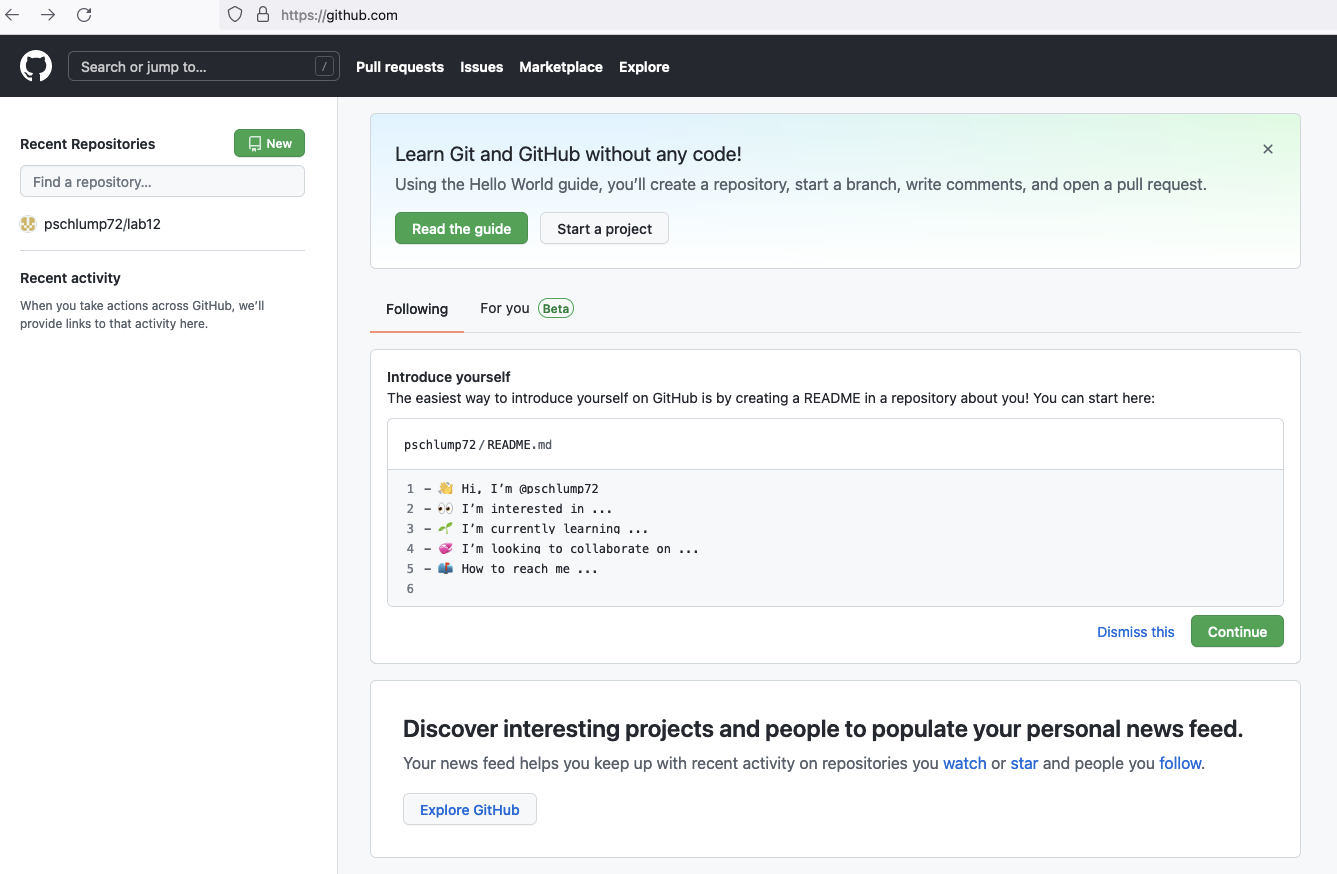 https://github.com
Search or jump to... /
Pull requests Issues Marketplace Explore
Recent Repositories
New
Find a repository...
pschlump72/lab12
Recent activity
When you take actions across GitHub, we’ll
provide links to that activity here.
Learn Git and GitHub without any code!
Using the Hello World guide, you’ll create a repository, start a branch, write comments, and open a pull request.
Read the guide
Start a project
Following
For you Beta
Introduce yourself
The easiest way to introduce yourself on GitHub is by creating a README in a repository about you! You can start here:
pschlump72/README.md
1 – 👋 Hi, I’m @pschlump72
2 – 👀 I’m interested in ...
3 – 🌱 I’m currently learning ...
4 – 💞️ I’m looking to collaborate on ...
5 – 📫 How to reach me ...
6
Dismiss this
Continue
Discover interesting projects and people to populate your personal news feed.
Your news feed helps you keep up with recent activity on repositories you watch or star and people you follow.
Explore GitHub